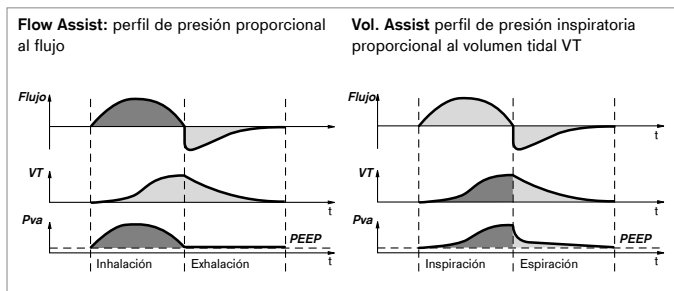 Flow Assist: perfil de presión proporcional
al flujo
Flujo
t
VT
t
Pva
PEEP
t
Inhalación
Exhalación
Vol. Assist perfil de presión inspiratoria
proporcional al volumen tidal VT
Flujo
t
VT
t
Pva
PEEP
t
Inspiración
Espiración